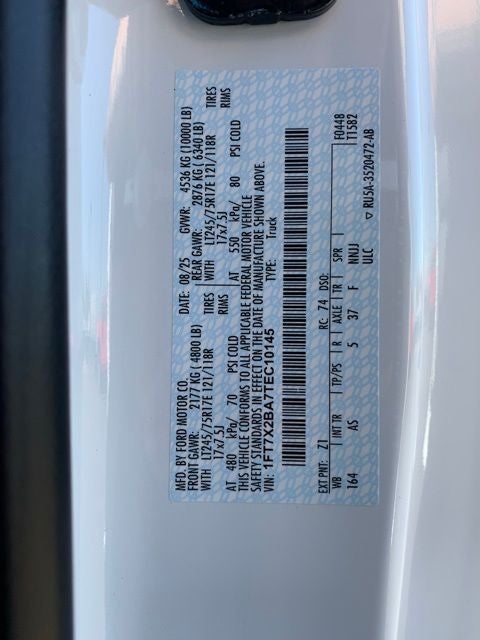 MFD. BY FORD MOTOR CO.
DATE: 08/25 GVWR: 4536 KG (10000 LB)
FRONT GAWR: 2177 KG ( 4800 LB) REAR GAWR: 2876 KG ( 6340 LB)
WITH LT245/75R17E 121/118R TIRES WITH LT245/75R17E 121/118R TIRES
17x7.5J RIMS 17x7.5J RIMS
AT 480 kPa/ 70 PSI COLD AT 550 kPa/ 80 PSI COLD
THIS VEHICLE CONFORMS TO ALL APPLICABLE FEDERAL MOTOR VEHICLE
SAFETY STANDARDS IN EFFECT ON THE DATE OF MANUFACTURE SHOWN ABOVE.
VIN: 1FT7X2BA7TEC10145 TYPE: Truck
F0448
T1582
EXT PNT: Z1 RC: 74 DSO:
WB INT TR TP/PS R AXLE TR SPR
164 AS 5 37 F NNJJ
ULC
▽ RU5A-3520472-AB